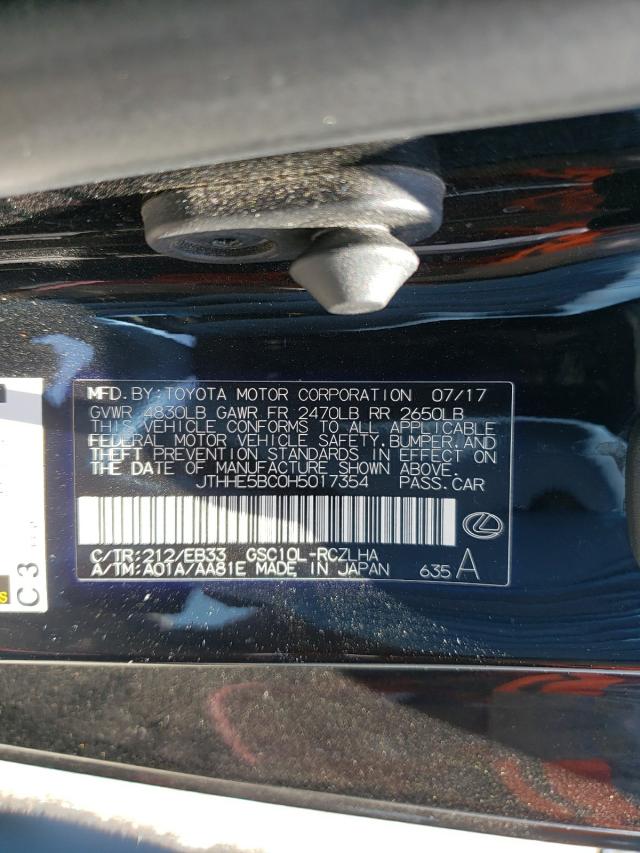 MFD. BY: TOYOTA MOTOR CORPORATION 07/17
GVWR 4830LB GAWR FR 2470LB RR 2650LB
THIS VEHICLE CONFORMS TO ALL APPLICABLE
FEDERAL MOTOR VEHICLE SAFETY, BUMPER, AND
THEFT PREVENTION STANDARDS IN EFFECT ON
THE DATE OF MANUFACTURE SHOWN ABOVE.
JTHHE5BC0H5017354 PASS. CAR
C/TR: 212/EB33 GSC10L-RCZLHA
A/TM: A01A/AA81E MADE IN JAPAN 635 A
C3